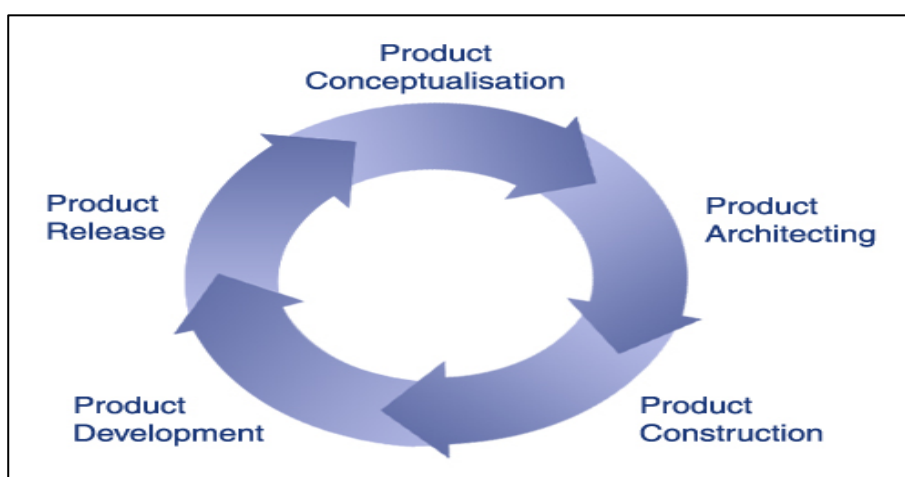 Product
Conceptualisation
Product
Architecting
Product
Construction
Product
Development
Product
Release